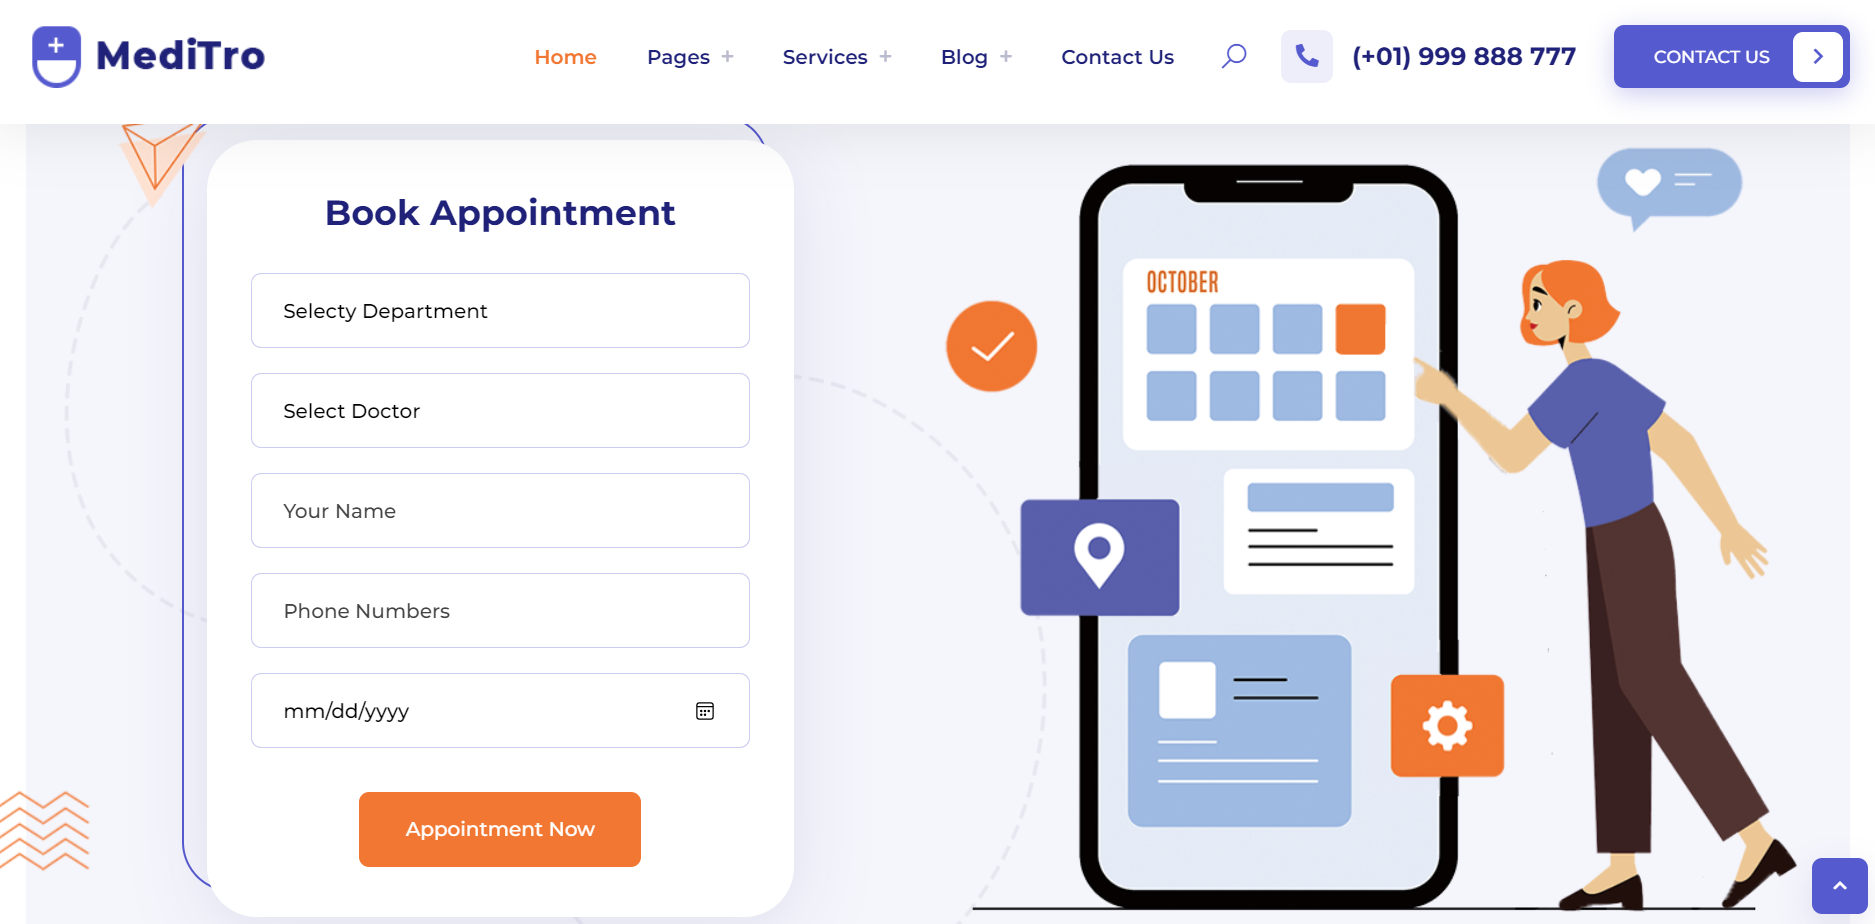 MediTro
Home Pages + Services + Blog + Contact Us (+01) 999 888 777 CONTACT US
Book Appointment
Selecty Department
Select Doctor
Your Name
Phone Numbers
mm/dd/yyyy
Appointment Now
OCTOBER